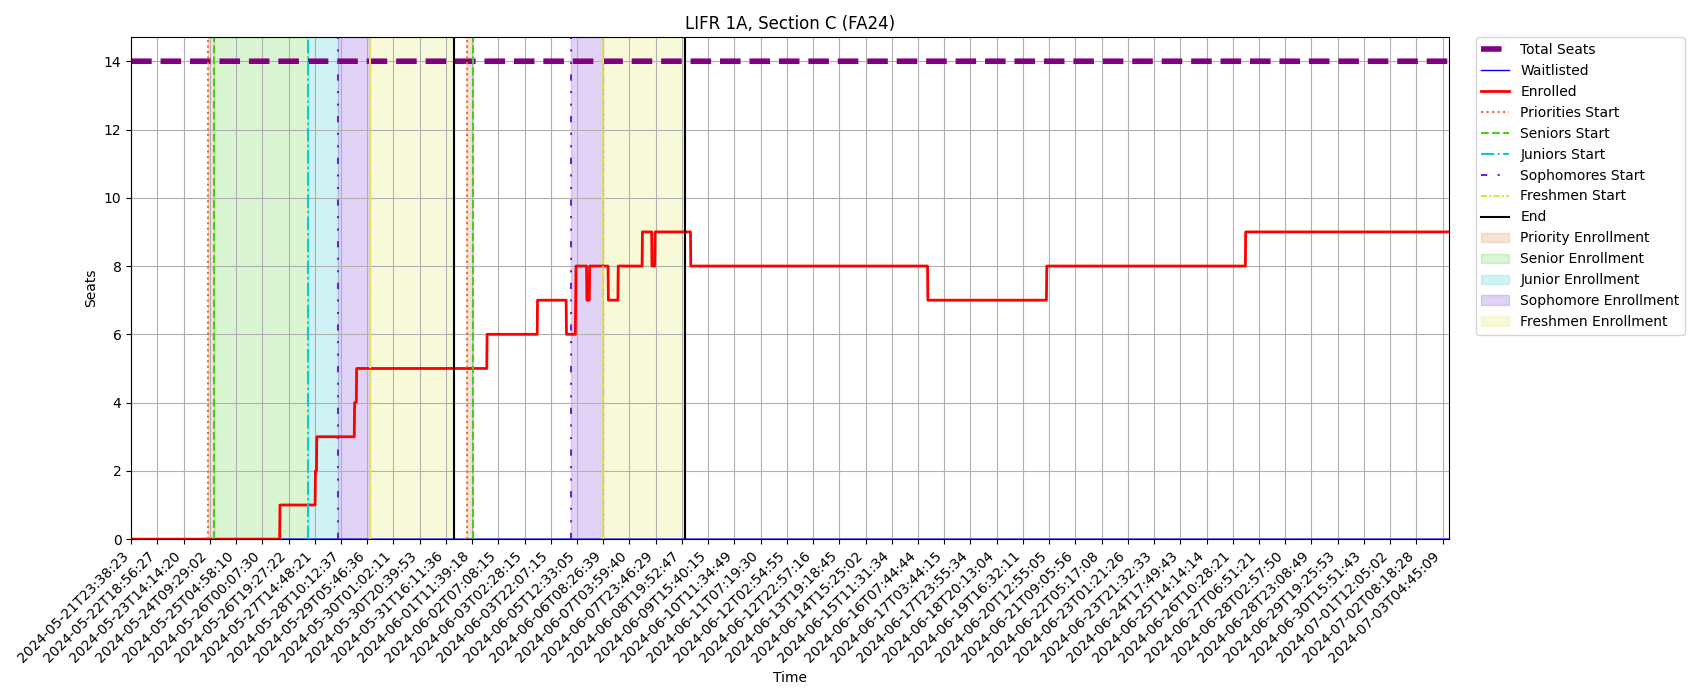 LIFR 1A, Section C (FA24)
Seats
14
12
10
8
6
4
2
0
2024-05-21T23:38:23
2024-05-22T18:56:27
2024-05-23T14:14:20
2024-05-24T09:29:02
2024-05-25T04:58:10
2024-05-26T00:07:30
2024-05-26T19:27:22
2024-05-27T14:48:21
2024-05-28T10:12:37
2024-05-29T05:46:36
2024-05-30T01:02:11
2024-05-30T20:39:53
2024-05-31T16:11:36
2024-06-01T11:39:18
2024-06-02T07:08:15
2024-06-03T02:28:15
2024-06-03T22:07:15
2024-06-05T12:33:05
2024-06-06T08:26:39
2024-06-07T03:59:40
2024-06-07T23:46:29
2024-06-08T19:52:47
2024-06-09T15:40:15
2024-06-10T11:34:49
2024-06-11T07:19:30
2024-06-12T02:54:55
2024-06-12T22:57:16
2024-06-13T19:18:45
2024-06-14T15:25:02
2024-06-15T11:31:34
2024-06-16T07:44:44
2024-06-17T03:44:15
2024-06-17T23:55:34
2024-06-18T20:13:04
2024-06-19T16:32:11
2024-06-20T12:55:05
2024-06-21T09:05:56
2024-06-22T05:17:08
2024-06-23T01:21:26
2024-06-23T21:32:33
2024-06-24T17:49:43
2024-06-25T14:14:14
2024-06-26T10:28:21
2024-06-27T06:51:21
2024-06-28T02:57:50
2024-06-28T23:08:49
2024-06-29T19:25:53
2024-06-30T15:51:43
2024-07-01T12:05:02
2024-07-02T08:18:28
2024-07-03T04:45:09
Time
Total Seats
Waitlisted
Enrolled
Priorities Start
Seniors Start
Juniors Start
Sophomores Start
Freshmen Start
End
Priority Enrollment
Senior Enrollment
Junior Enrollment
Sophomore Enrollment
Freshmen Enrollment